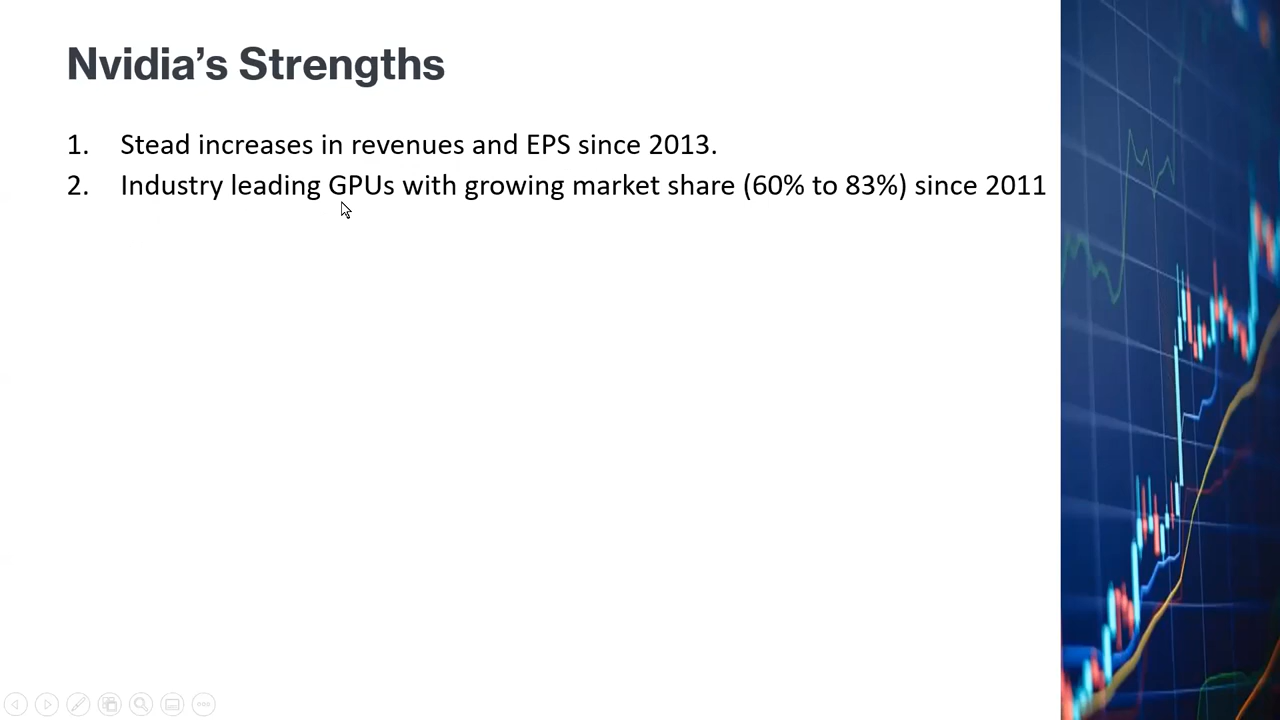 Nvidia’s Strengths
1. Stead increases in revenues and EPS since 2013.
2. Industry leading GPUs with growing market share (60% to 83%) since 2011